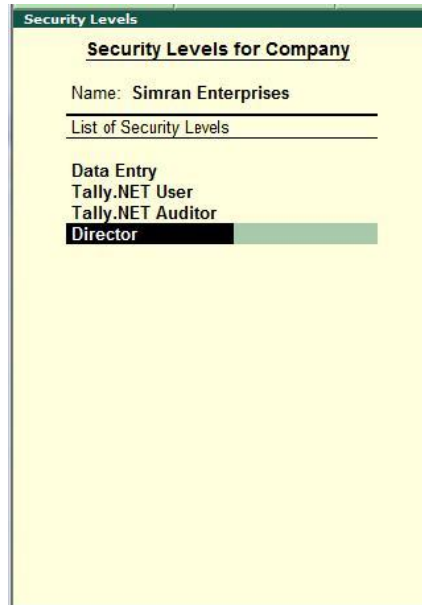 Security Levels
Security Levels for Company
Name: Simran Enterprises
List of Security Levels
Data Entry
Tally.NET User
Tally.NET Auditor
Director